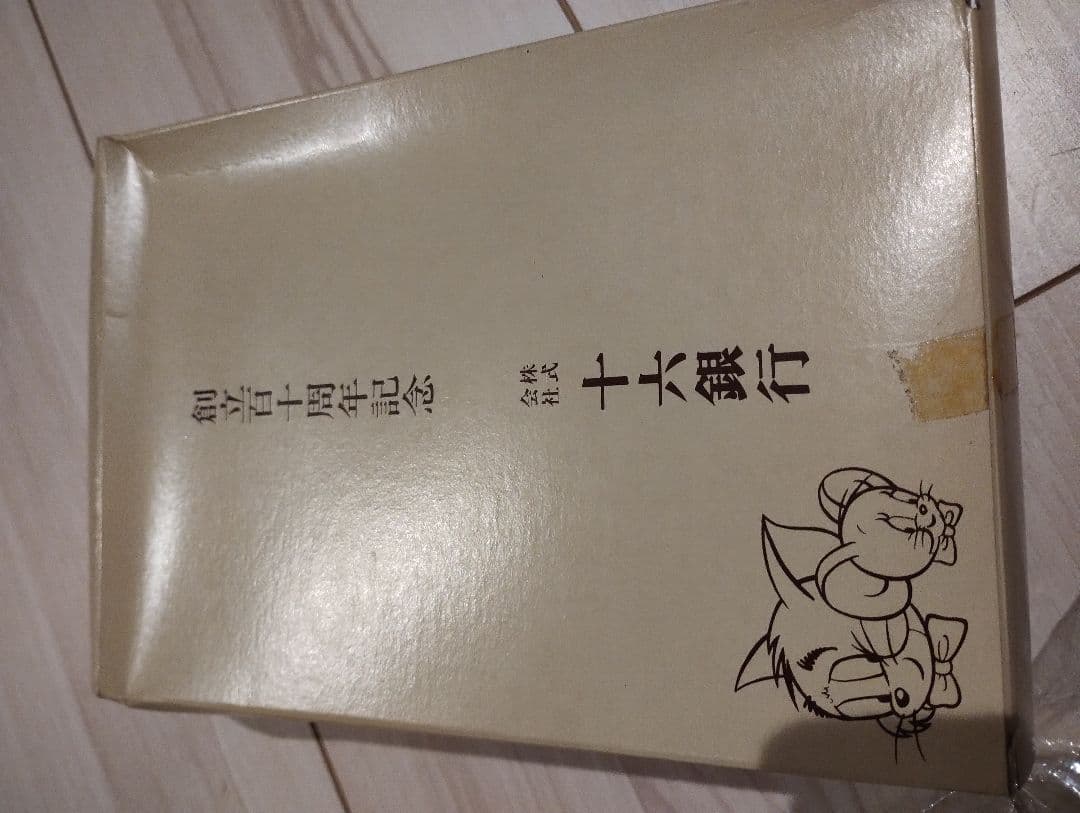 創立百十周年記念
株式会社
十六銀行